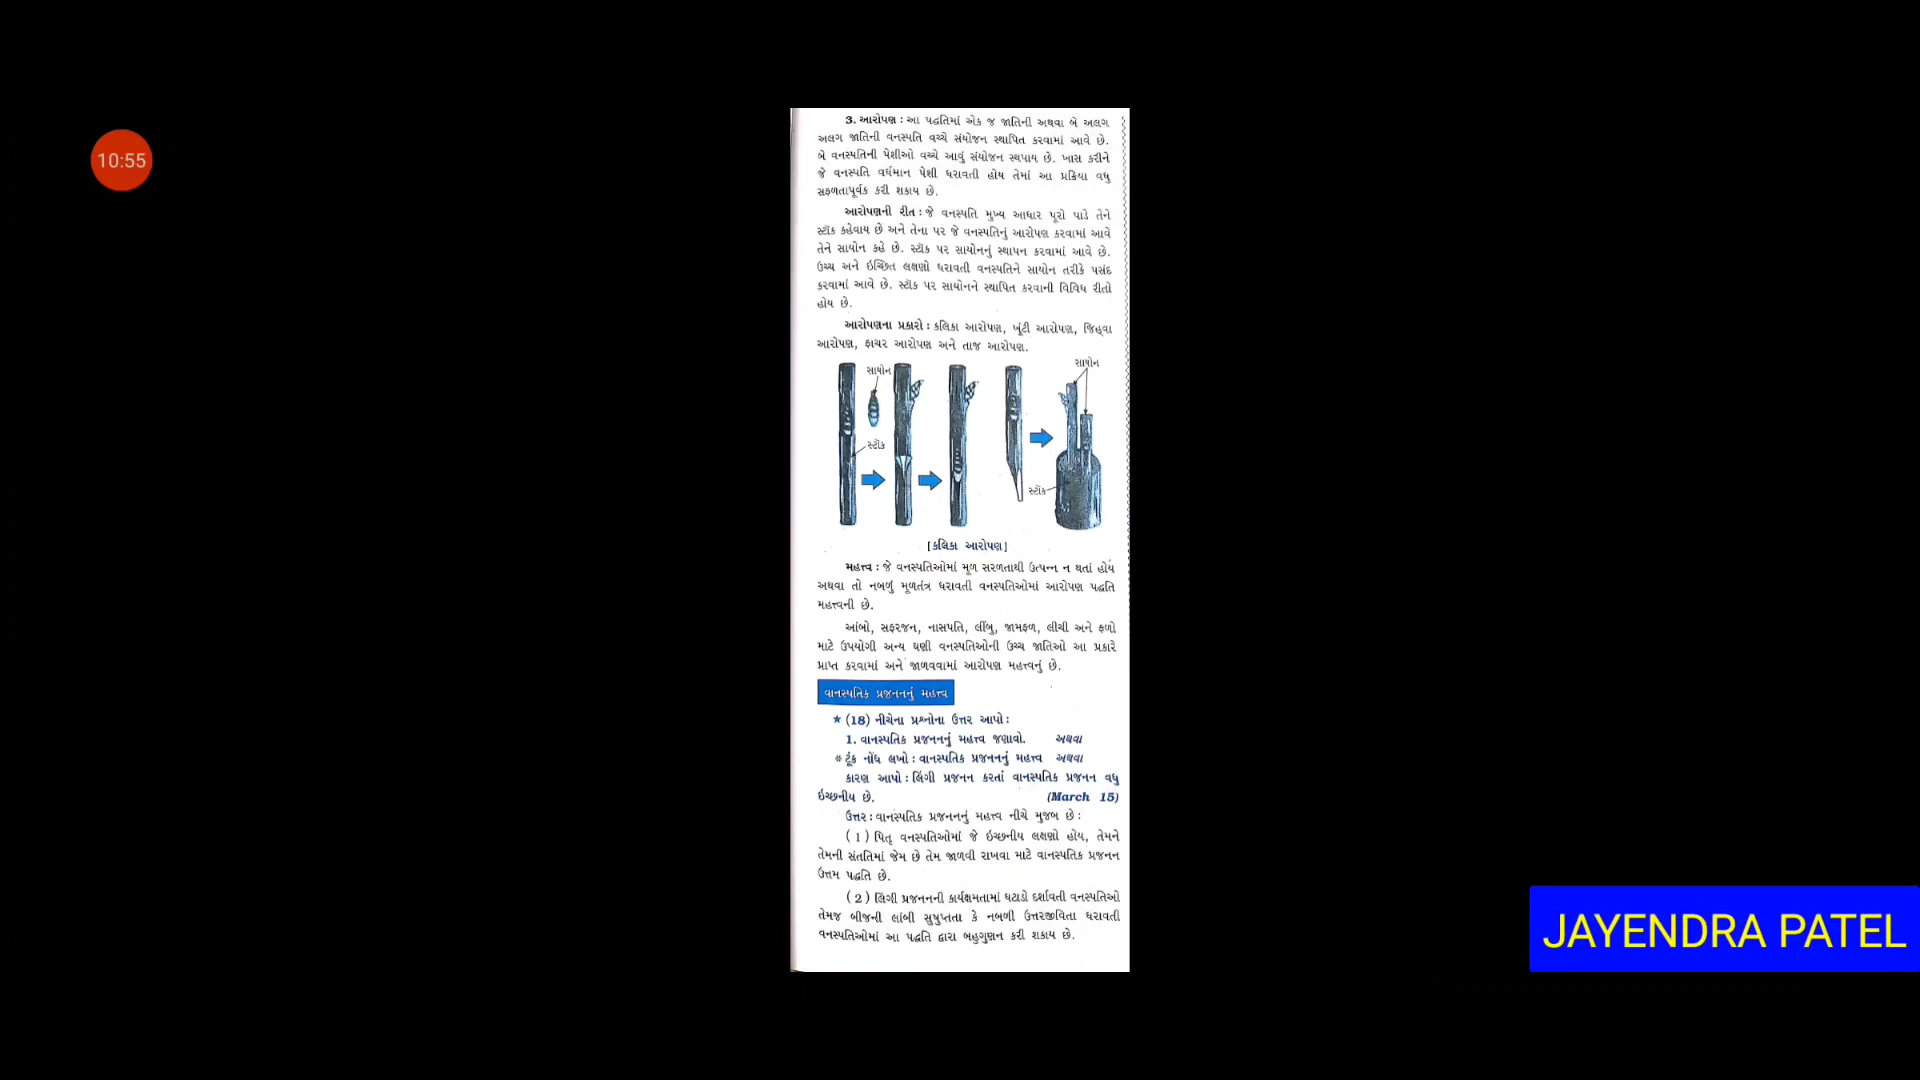 10:55
3. આરોપણ : આ પદ્ધતિમાં એક જ જાતિની અથવા બે અલગ
અલગ જાતિની વનસ્પતિ વચ્ચે સંયોજન સ્થાપિત કરવામાં આવે છે.
બે વનસ્પતિની પેશીઓ વચ્ચે આવું સંયોજન સ્થપાય છે. ખાસ કરીને
જે વનસ્પતિ વર્ધમાન પેશી ધરાવતી હોય તેમાં આ પ્રક્રિયા વધુ
સફળતાપૂર્વક કરી શકાય છે.
આરોપણની રીત : જે વનસ્પતિ મુખ્ય આધાર પૂરો પાડે તેને
સ્ટૉક કહેવાય છે અને તેના પર જે વનસ્પતિનું આરોપણ કરવામાં આવે
તેને સાયોન કહે છે. સ્ટૉક પર સાયોનનું સ્થાપન કરવામાં આવે છે.
ઉચ્ચ અને ઇચ્છિત લક્ષણો ધરાવતી વનસ્પતિને સાયોન તરીકે પસંદ
કરવામાં આવે છે. સ્ટૉક પર સાયોનને સ્થાપિત કરવાની વિવિધ રીતો
હોય છે.
આરોપણના પ્રકારો : કલિકા આરોપણ, ખૂંટી આરોપણ, જિહ્વા
આરોપણ, ફાચર આરોપણ અને તાજ આરોપણ.
સાયોન
સાયોન
સ્ટૉક
સ્ટૉક
[કલિકા આરોપણ]
મહત્ત્વ : જે વનસ્પતિઓમાં મૂળ સરળતાથી ઉત્પન્ન ન થતાં હોય
અથવા તો નબળું મૂળતંત્ર ધરાવતી વનસ્પતિઓમાં આરોપણ પદ્ધતિ
મહત્ત્વની છે.
આંબો, સફરજન, નાસપતિ, લીંબુ, જામફળ, લીચી અને ફળો
માટે ઉપયોગી અન્ય ઘણી વનસ્પતિઓની ઉચ્ચ જાતિઓ આ પ્રકારે
પ્રાપ્ત કરવામાં અને જાળવવામાં આરોપણ મહત્ત્વનું છે.
વાનસ્પતિક પ્રજનનનું મહત્ત્વ
★ (18) નીચેના પ્રશ્નોના ઉત્તર આપો :
1. વાનસ્પતિક પ્રજનનનું મહત્ત્વ જણાવો. અથવા
* ટૂંક નોંધ લખો : વાનસ્પતિક પ્રજનનનું મહત્ત્વ અથવા
કારણ આપો : લિંગી પ્રજનન કરતાં વાનસ્પતિક પ્રજનન વધુ
ઇચ્છનીય છે. (March 15)
ઉત્તર : વાનસ્પતિક પ્રજનનનું મહત્ત્વ નીચે મુજબ છે :
(1) પિતૃ વનસ્પતિઓમાં જે ઇચ્છનીય લક્ષણો હોય, તેમને
તેમની સંતતિમાં જેમ છે તેમ જાળવી રાખવા માટે વાનસ્પતિક પ્રજનન
ઉત્તમ પદ્ધતિ છે.
(2) લિંગી પ્રજનનની કાર્યક્ષમતામાં ઘટાડો દર્શાવતી વનસ્પતિઓ
તેમજ બીજની લાંબી સુષુપ્તતા કે નબળી ઉત્તરજીવિતા ધરાવતી
વનસ્પતિઓમાં આ પદ્ધતિ દ્વારા બહુગુણન કરી શકાય છે.
JAYENDRA PATEL